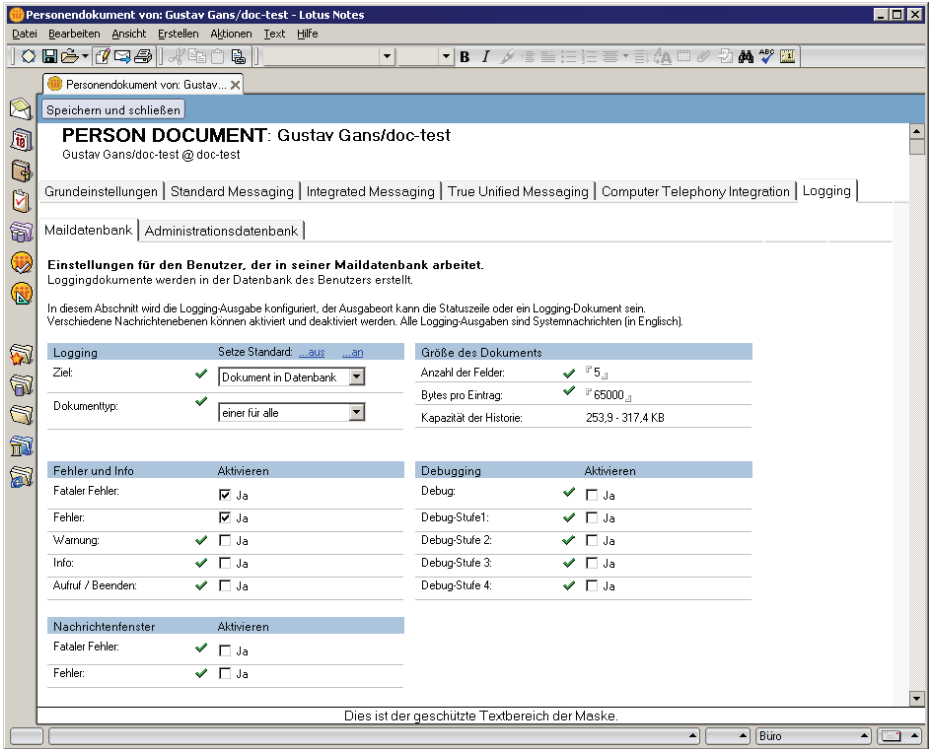 Personendokument von: Gustav Gans/doc-test - Lotus Notes
Datei Bearbeiten Ansicht Erstellen Aktionen Text Hilfe
B I
Personendokument von: Gustav...
Speichern und schließen
PERSON DOCUMENT: Gustav Gans/doc-test
Gustav Gans/doc-test @ doc-test
Grundeinstellungen Standard Messaging Integrated Messaging True Unified Messaging Computer Telephony Integration Logging
Maildatenbank Administrationsdatenbank
Einstellungen für den Benutzer, der in seiner Maildatenbank arbeitet.
Loggingdokumente werden in der Datenbank des Benutzers erstellt.
In diesem Abschnitt wird die Logging-Ausgabe konfiguriert, der Ausgabeort kann die Statuszeile oder ein Logging-Dokument sein.
Verschiedene Nachrichtenebenen können aktiviert und deaktiviert werden. Alle Logging-Ausgaben sind Systemnachrichten (in Englisch).
Logging Setze Standard: ...aus ...an
Ziel: Dokument in Datenbank
Dokumenttyp: einer für alle
Größe des Dokuments
Anzahl der Felder: 5
Bytes pro Eintrag: 65000
Kapazität der Historie: 253,9 - 317,4 KB
Fehler und Info Aktivieren
Fataler Fehler: Ja
Fehler: Ja
Warnung: Ja
Info: Ja
Aufruf / Beenden: Ja
Debugging Aktivieren
Debug: Ja
Debug-Stufe1: Ja
Debug-Stufe 2: Ja
Debug-Stufe 3: Ja
Debug-Stufe 4: Ja
Nachrichtenfenster Aktivieren
Fataler Fehler: Ja
Fehler: Ja
Dies ist der geschützte Textbereich der Maske.
Büro